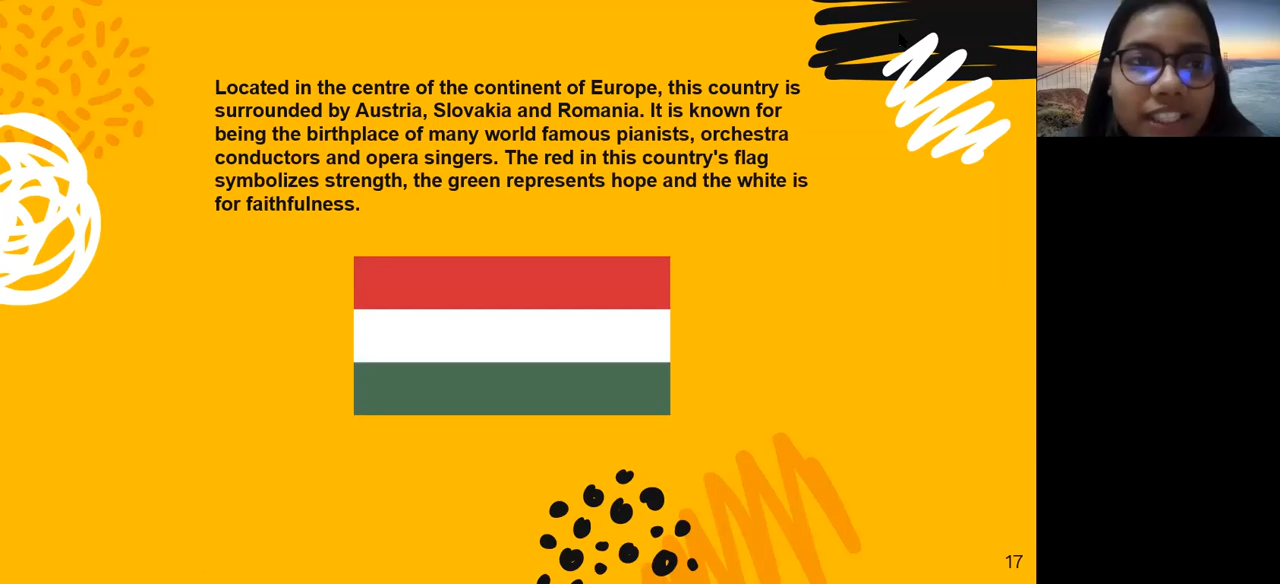 Located in the centre of the continent of Europe, this country is
surrounded by Austria, Slovakia and Romania. It is known for
being the birthplace of many world famous pianists, orchestra
conductors and opera singers. The red in this country's flag
symbolizes strength, the green represents hope and the white is
for faithfulness.
17